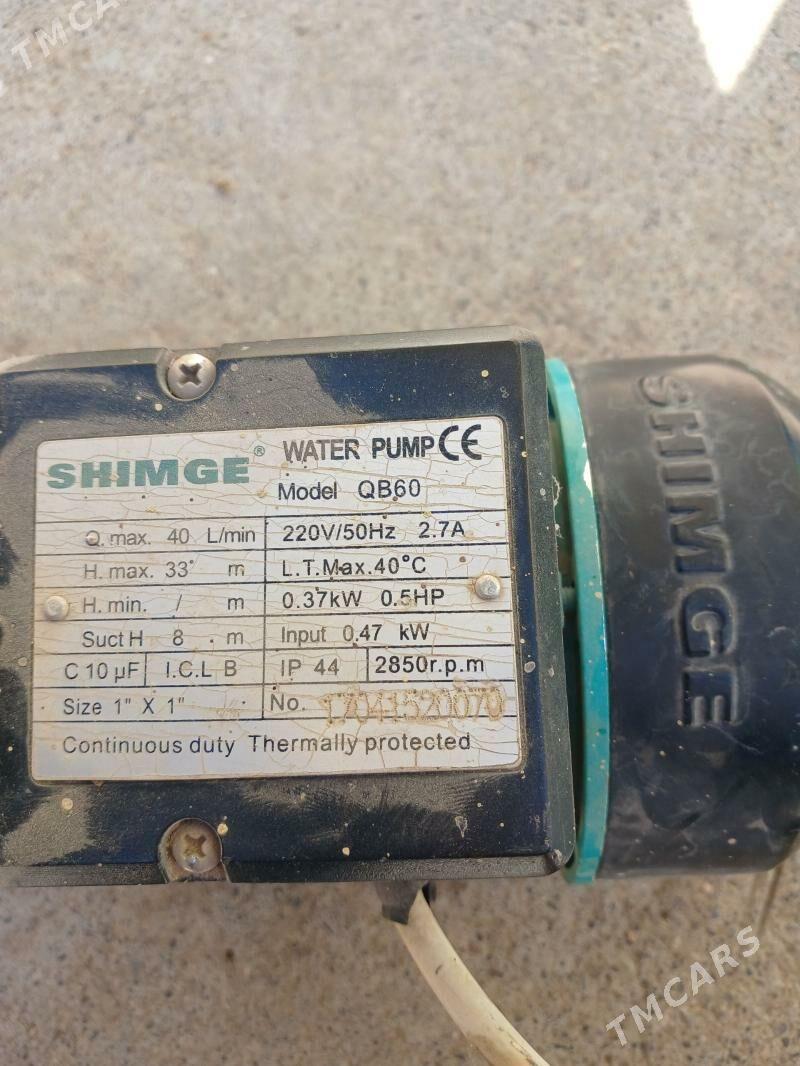 TMCARS
SHIMGE® WATER PUMP CE
Model QB60
Q. max. 40 L/min 220V/50Hz 2.7A
H. max. 33 m L.T.Max.40°C
H. min. / m 0.37kW 0.5HP
Suct H 8 m Input 0.47 kW
C 10 µF I.C.L B IP 44 2850r.p.m
Size 1" X 1" No. 17041520070
Continuous duty Thermally protected
SHIMGE
TMCARS